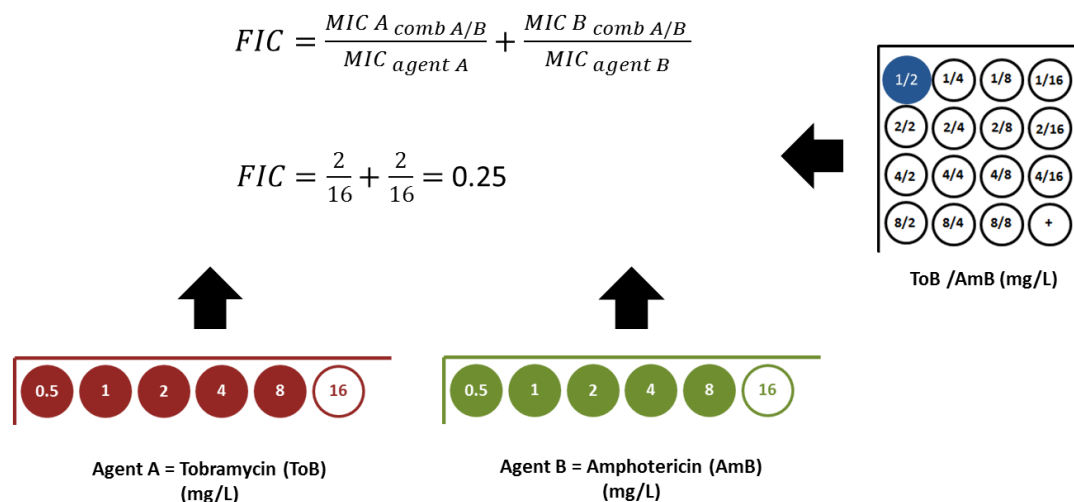 FIC = MIC A comb A/B / MIC agent A + MIC B comb A/B / MIC agent B
FIC = 2/16 + 2/16 = 0.25
1/2 1/4 1/8 1/16
2/2 2/4 2/8 2/16
4/2 4/4 4/8 4/16
8/2 8/4 8/8 +
ToB /AmB (mg/L)
0.5 1 2 4 8 16
Agent A = Tobramycin (ToB)
(mg/L)
0.5 1 2 4 8 16
Agent B = Amphotericin (AmB)
(mg/L)